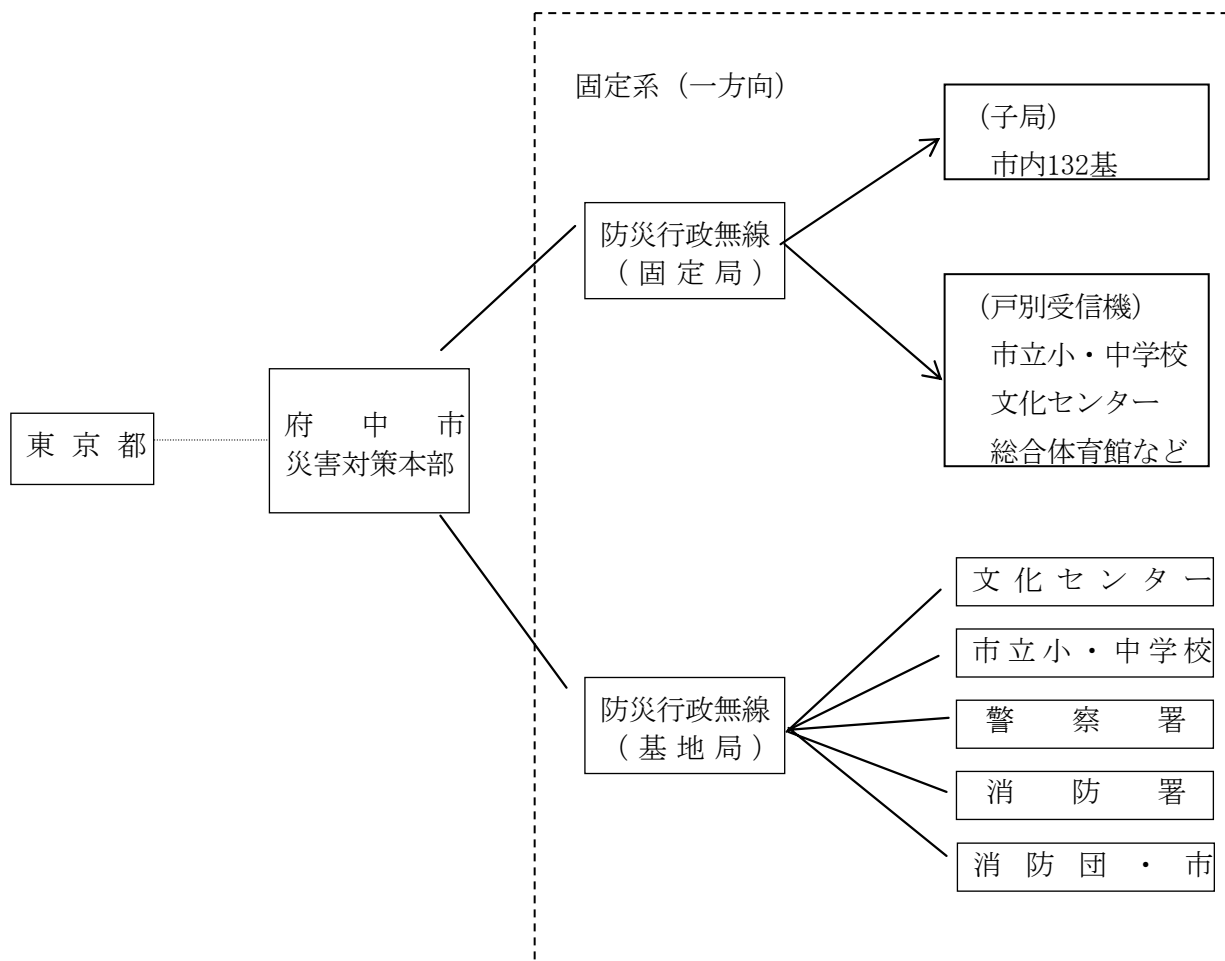 固定系（一方向）
（子局）
市内132基
防災行政無線
（固定局）
（戸別受信機）
市立小・中学校
文化センター
総合体育館など
東京都
府中市
災害対策本部
防災行政無線
（基地局）
文化センター
市立小・中学校
警察署
消防署
消防団・市